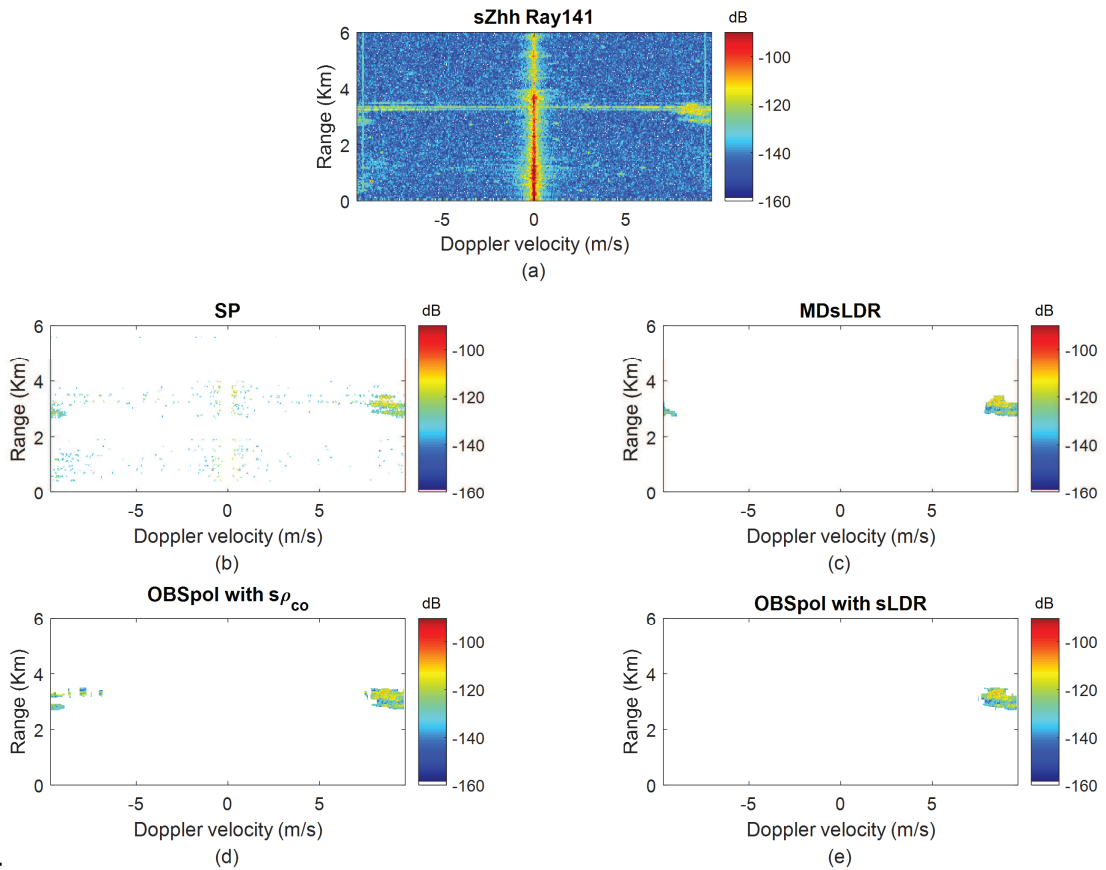 sZhh Ray141
dB
6
4
2
0
Range (Km)
-5 0 5
Doppler velocity (m/s)
-100
-120
-140
-160
(a)
SP
dB
6
4
2
0
Range (Km)
-5 0 5
Doppler velocity (m/s)
-100
-120
-140
-160
(b)
MDsLDR
dB
6
4
2
0
Range (Km)
-5 0 5
Doppler velocity (m/s)
-100
-120
-140
-160
(c)
OBSpol with sρco
dB
6
4
2
0
Range (Km)
-5 0 5
Doppler velocity (m/s)
-100
-120
-140
-160
(d)
OBSpol with sLDR
dB
6
4
2
0
Range (Km)
-5 0 5
Doppler velocity (m/s)
-100
-120
-140
-160
(e)